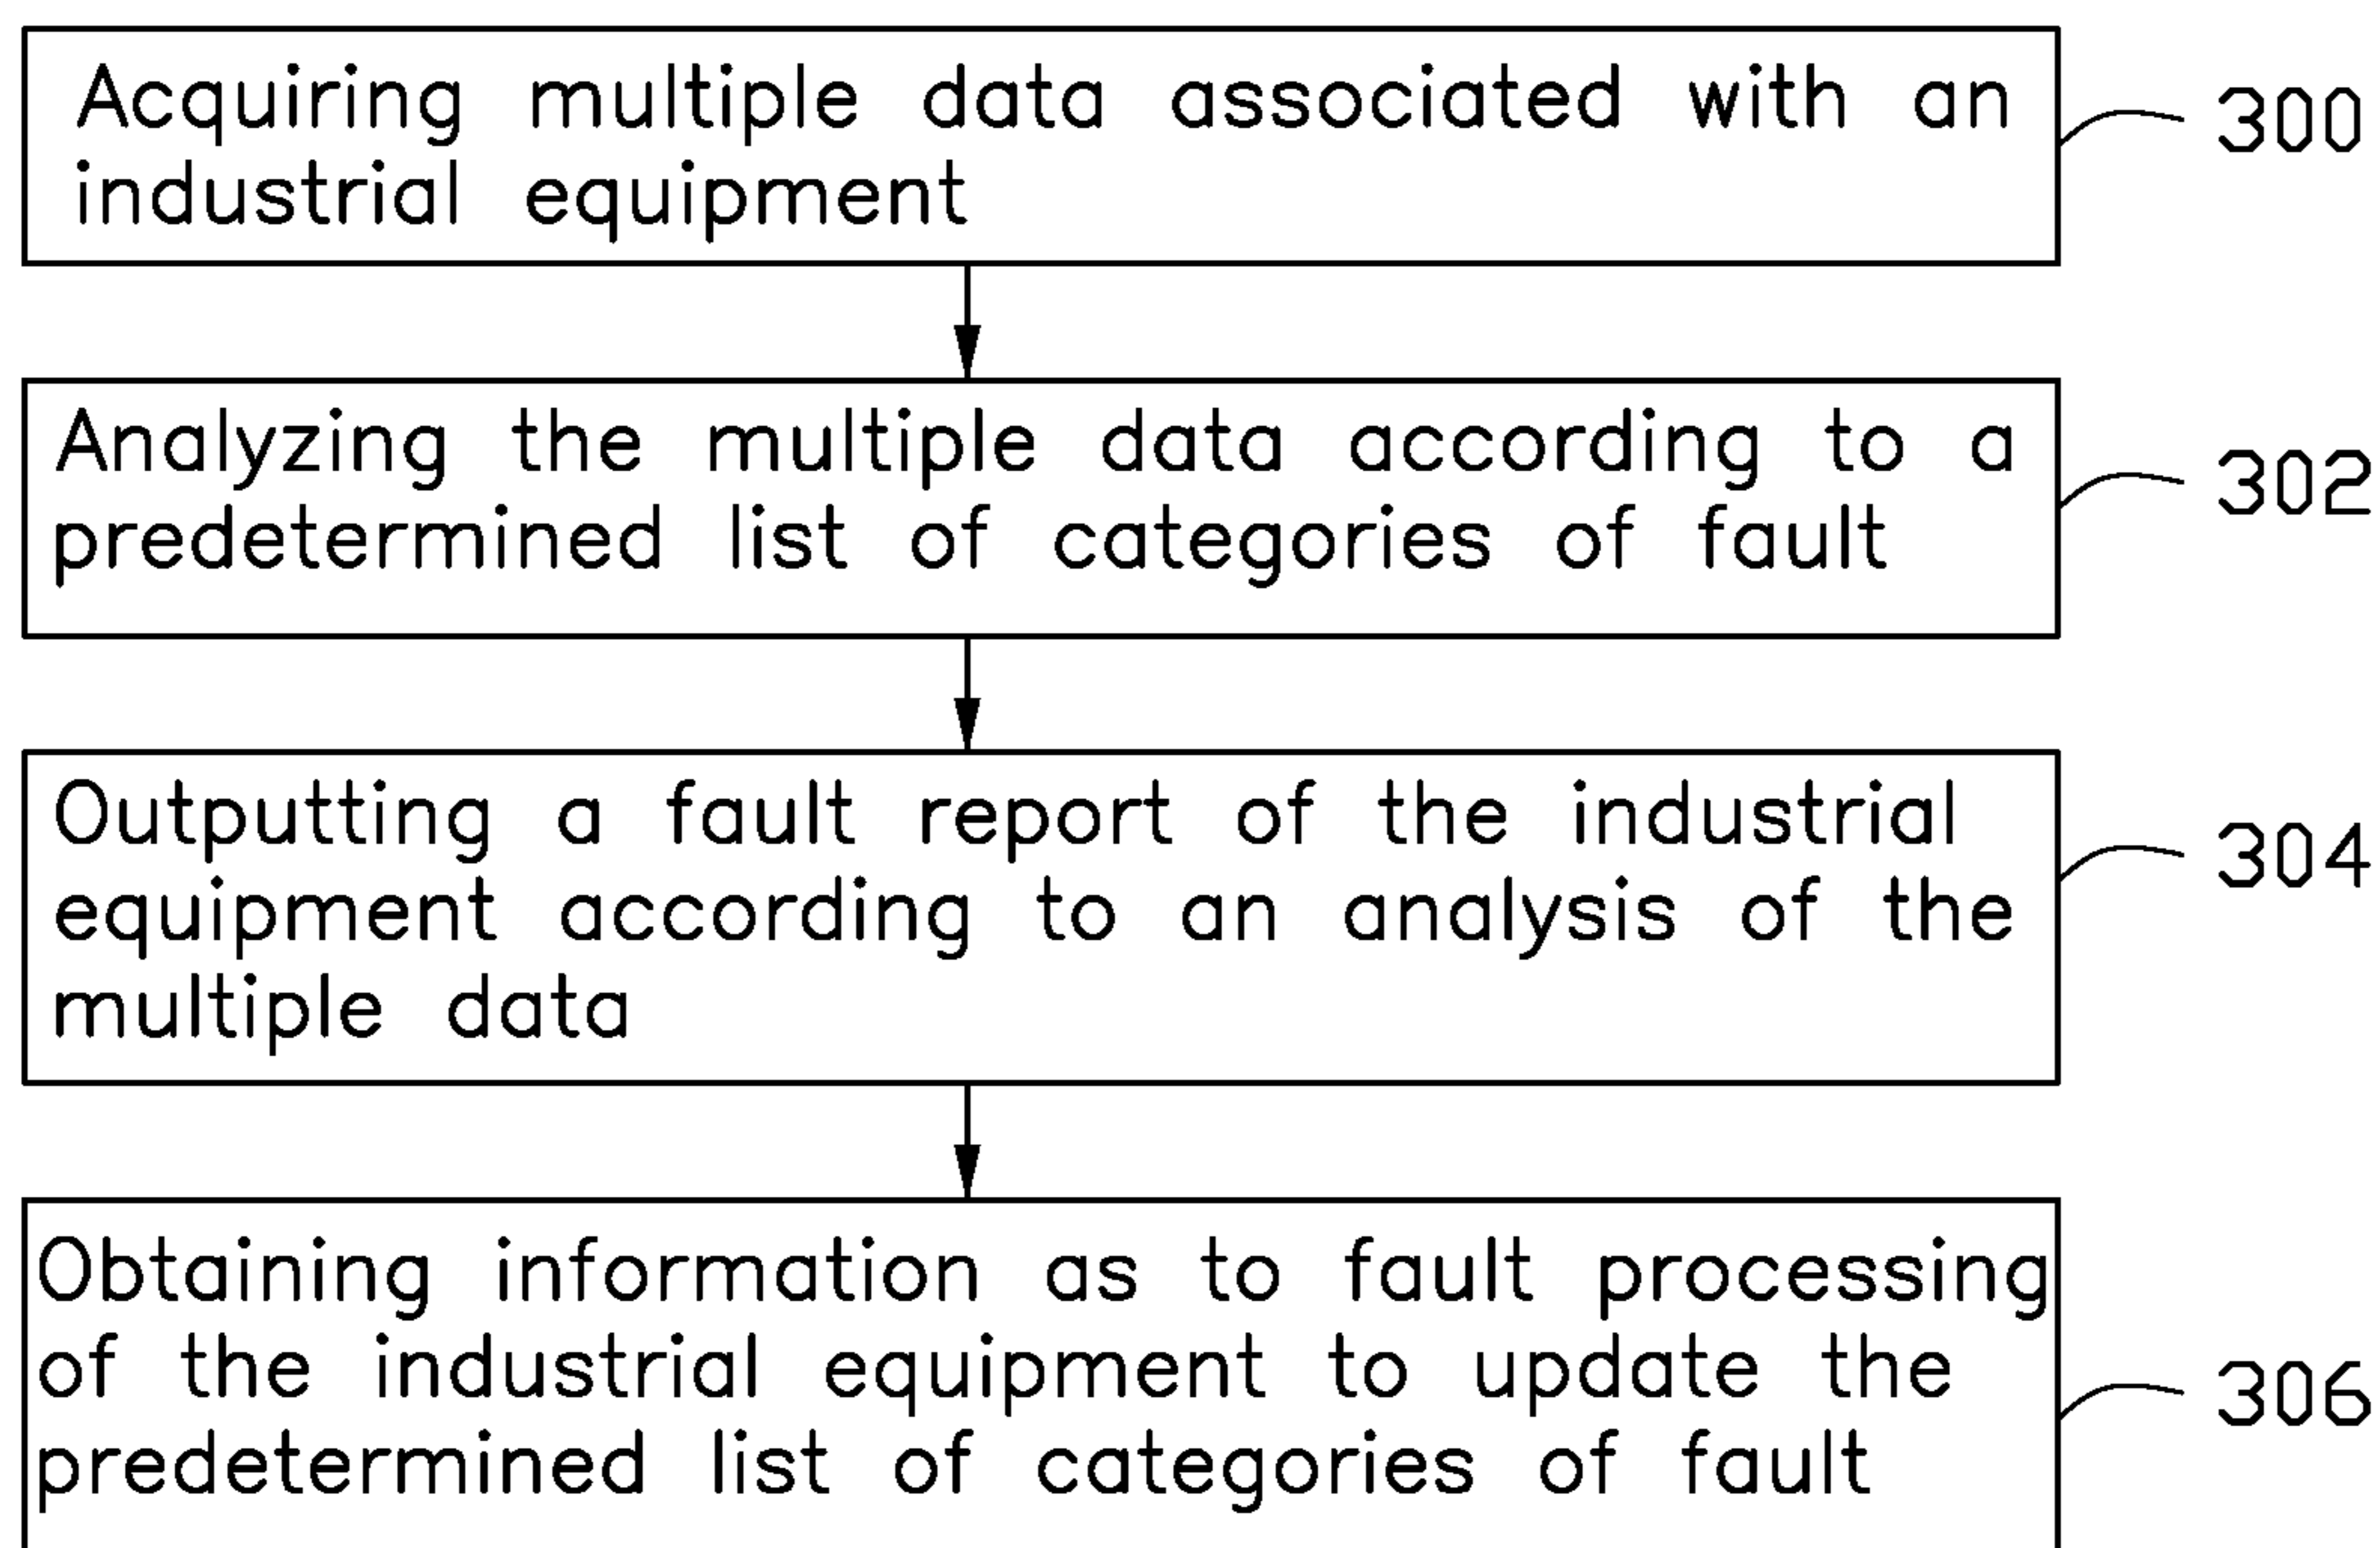 Acquiring multiple data associated with an
industrial equipment
300
Analyzing the multiple data according to a
predetermined list of categories of fault
302
Outputting a fault report of the industrial
equipment according to an analysis of the
multiple data
304
Obtaining information as to fault processing
of the industrial equipment to update the
predetermined list of categories of fault
306